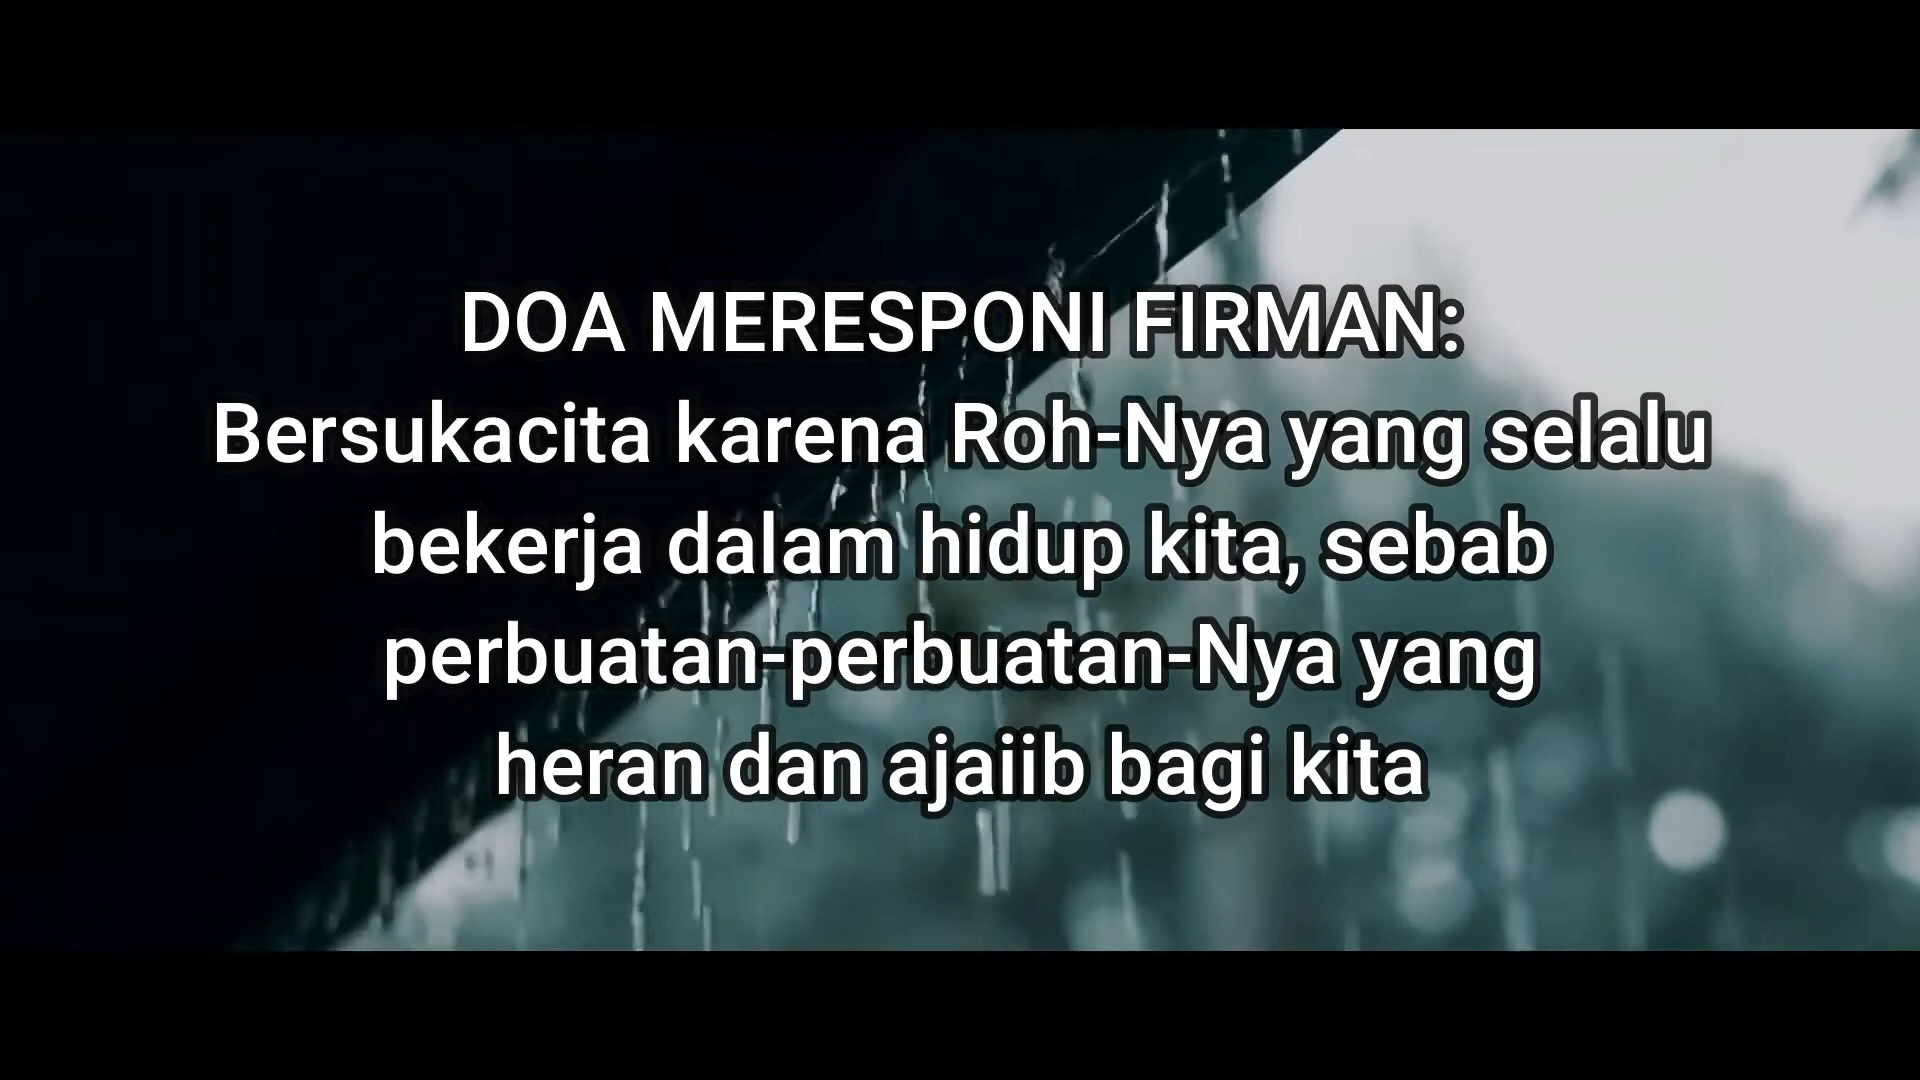 DOA MERESPONI FIRMAN:
Bersukacita karena Roh-Nya yang selalu
bekerja dalam hidup kita, sebab
perbuatan-perbuatan-Nya yang
heran dan ajaiib bagi kita